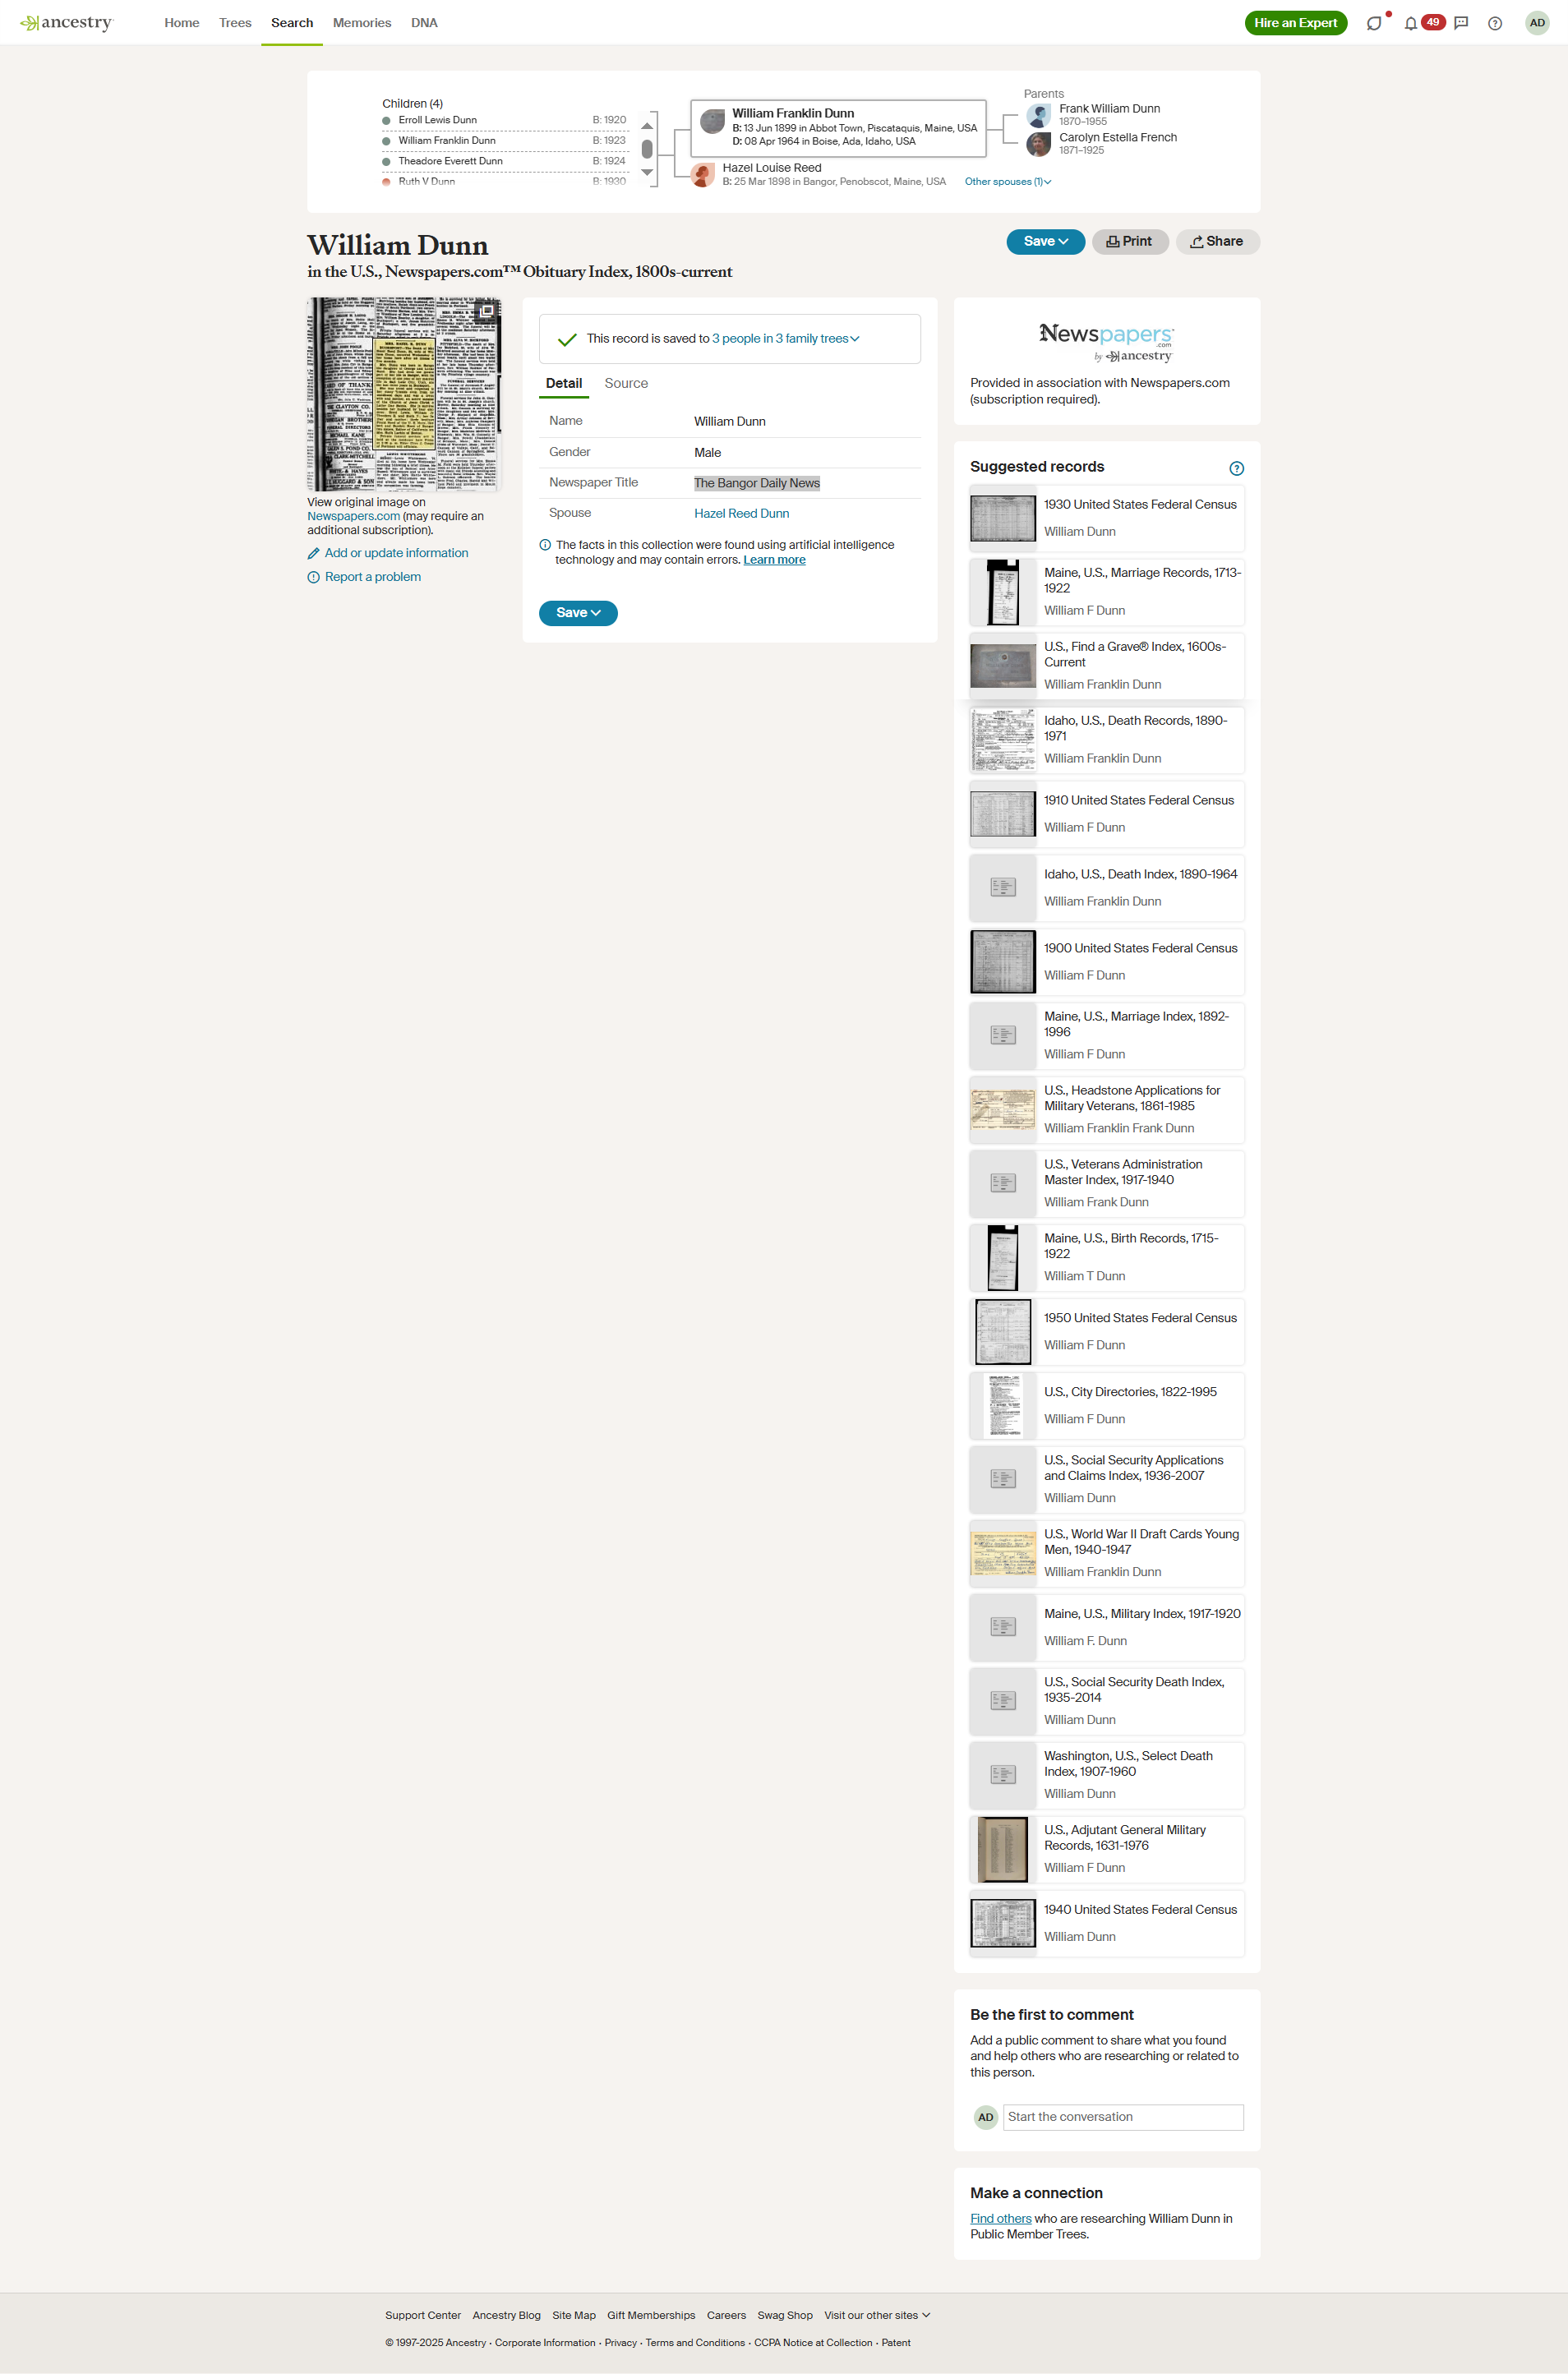 ancestry
Home Trees Search Memories DNA
Hire an Expert
49
AD
Children (4)
Erroll Lewis Dunn B: 1920
William Franklin Dunn B: 1923
Theadore Everett Dunn B: 1924
Ruth V Dunn B: 1930
William Franklin Dunn
B: 13 Jun 1899 in Abbot Town, Piscataquis, Maine, USA
D: 08 Apr 1964 in Boise, Ada, Idaho, USA
Hazel Louise Reed
B: 25 Mar 1898 in Bangor, Penobscot, Maine, USA
Other spouses (1)
Parents
Frank William Dunn
1870–1955
Carolyn Estella French
1871–1925
William Dunn
in the U.S., Newspapers.com™ Obituary Index, 1800s-current
Save Print Share
View original image on
Newspapers.com (may require an
additional subscription).
Add or update information
Report a problem
This record is saved to 3 people in 3 family trees
Detail Source
Name William Dunn
Gender Male
Newspaper Title The Bangor Daily News
Spouse Hazel Reed Dunn
The facts in this collection were found using artificial intelligence
technology and may contain errors. Learn more
Save
Newspapers
.com
by ancestry
Provided in association with Newspapers.com
(subscription required).
Suggested records
1930 United States Federal Census
William Dunn
Maine, U.S., Marriage Records, 1713-
1922
William F Dunn
U.S., Find a Grave® Index, 1600s-
Current
William Franklin Dunn
Idaho, U.S., Death Records, 1890-
1971
William Franklin Dunn
1910 United States Federal Census
William F Dunn
Idaho, U.S., Death Index, 1890-1964
William Franklin Dunn
1900 United States Federal Census
William F Dunn
Maine, U.S., Marriage Index, 1892-
1996
William F Dunn
U.S., Headstone Applications for
Military Veterans, 1861-1985
William Franklin Frank Dunn
U.S., Veterans Administration
Master Index, 1917-1940
William Frank Dunn
Maine, U.S., Birth Records, 1715-
1922
William T Dunn
1950 United States Federal Census
William F Dunn
U.S., City Directories, 1822-1995
William F Dunn
U.S., Social Security Applications
and Claims Index, 1936-2007
William Dunn
U.S., World War II Draft Cards Young
Men, 1940-1947
William Franklin Dunn
Maine, U.S., Military Index, 1917-1920
William F. Dunn
U.S., Social Security Death Index,
1935-2014
William Dunn
Washington, U.S., Select Death
Index, 1907-1960
William Dunn
U.S., Adjutant General Military
Records, 1631-1976
William F Dunn
1940 United States Federal Census
William Dunn
Be the first to comment
Add a public comment to share what you found
and help others who are researching or related to
this person.
AD
Start the conversation
Make a connection
Find others who are researching William Dunn in
Public Member Trees.
Support Center Ancestry Blog Site Map Gift Memberships Careers Swag Shop Visit our other sites
© 1997-2025 Ancestry · Corporate Information · Privacy · Terms and Conditions · CCPA Notice at Collection · Patent